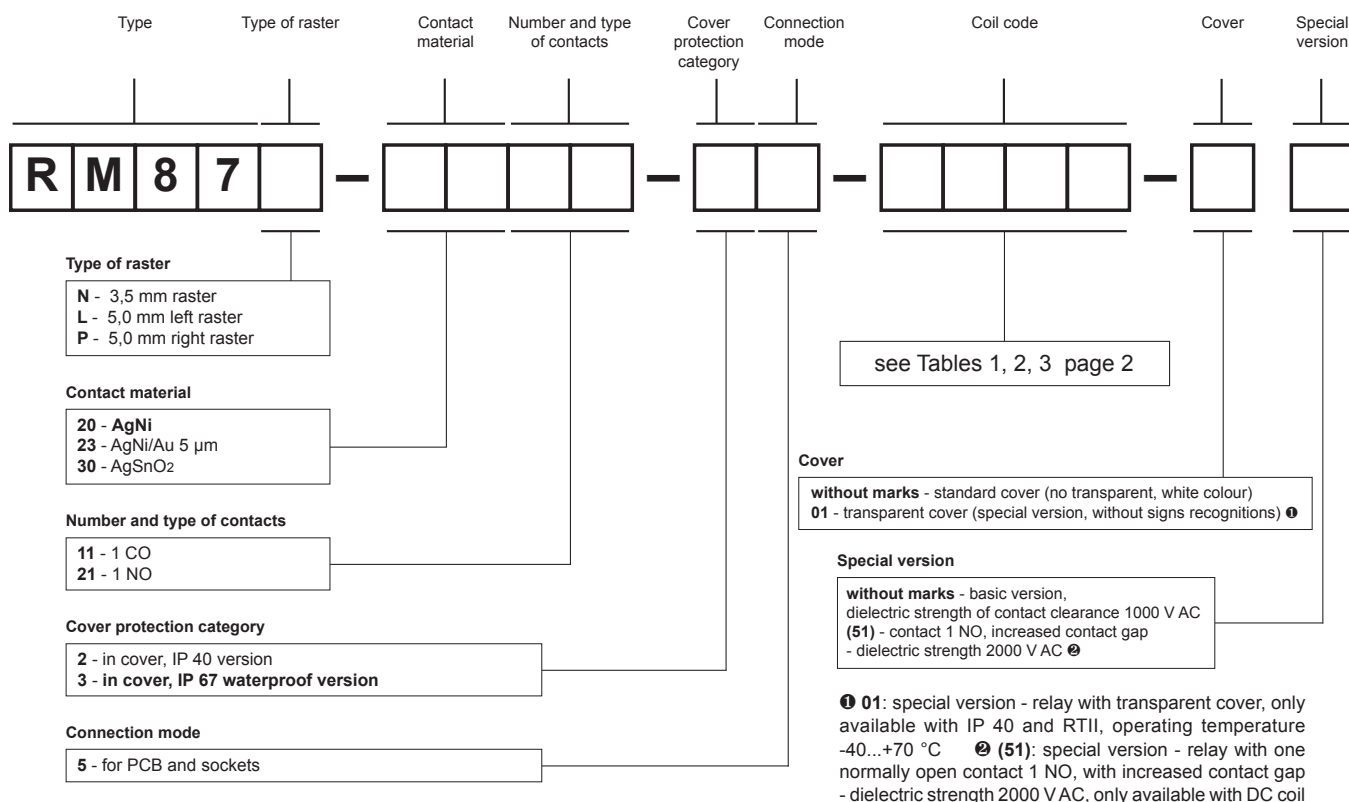 Type
Type of raster
Contact
material
Number and type
of contacts
Cover
protection
category
Connection
mode
Coil code
Cover
Special
version
R M 8 7 – – – –
Type of raster
N - 3,5 mm raster
L - 5,0 mm left raster
P - 5,0 mm right raster
Contact material
20 - AgNi
23 - AgNi/Au 5 µm
30 - AgSnO2
Number and type of contacts
11 - 1 CO
21 - 1 NO
Cover protection category
2 - in cover, IP 40 version
3 - in cover, IP 67 waterproof version
Connection mode
5 - for PCB and sockets
see Tables 1, 2, 3 page 2
Cover
without marks - standard cover (no transparent, white colour)
01 - transparent cover (special version, without signs recognitions) ❶
Special version
without marks - basic version,
dielectric strength of contact clearance 1000 V AC
(51) - contact 1 NO, increased contact gap
- dielectric strength 2000 V AC ❷
❶ 01: special version - relay with transparent cover, only
available with IP 40 and RTII, operating temperature
-40...+70 °C ❷ (51): special version - relay with one
normally open contact 1 NO, with increased contact gap
- dielectric strength 2000 V AC, only available with DC coil